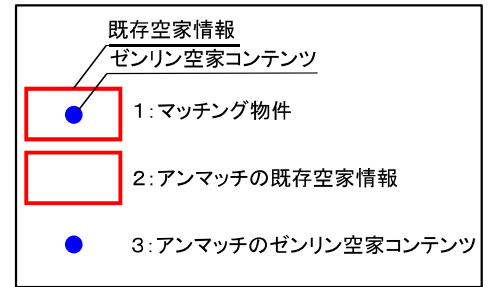 既存空家情報
ゼンリン空家コンテンツ
1:マッチング物件
2:アンマッチの既存空家情報
3:アンマッチのゼンリン空家コンテンツ